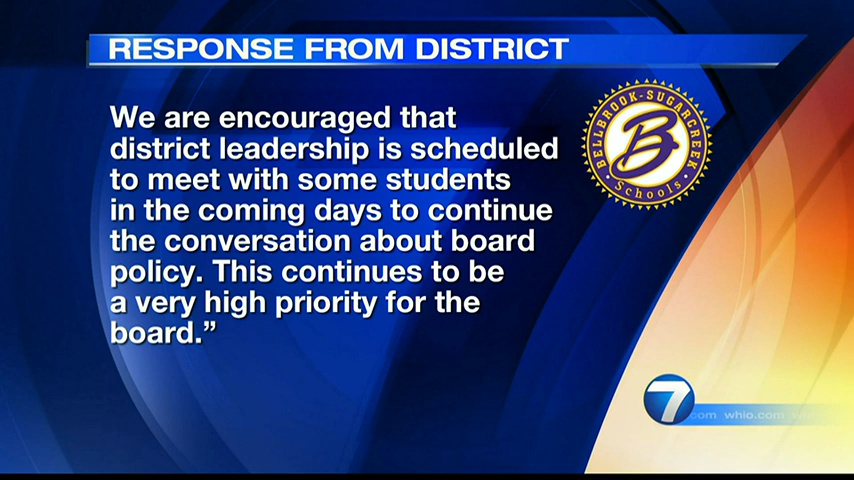 RESPONSE FROM DISTRICT
We are encouraged that
district leadership is scheduled
to meet with some students
in the coming days to continue
the conversation about board
policy. This continues to be
a very high priority for the
board.”
BELLBROOK-SUGARCREEK
B
Schools
7
.com whio.com